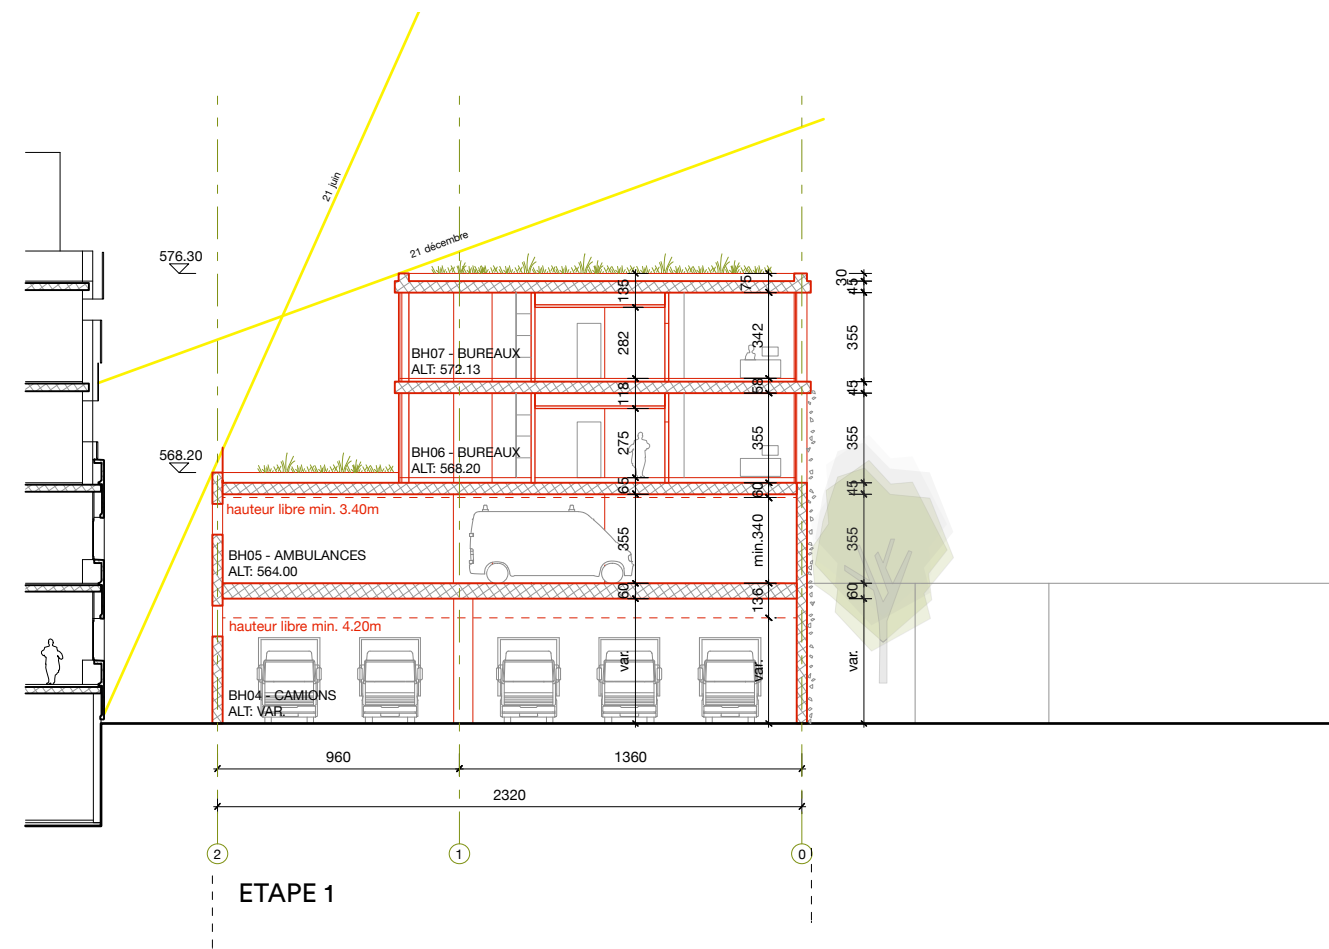 21 juin
21 décembre
576.30
568.20
BH07 - BUREAUX
ALT: 572.13
BH06 - BUREAUX
ALT: 568.20
hauteur libre min. 3.40m
BH05 - AMBULANCES
ALT: 564.00
hauteur libre min. 4.20m
BH04 - CAMIONS
ALT: VAR.
135
282
118
275
65
355
60
var.
75
342
58
355
60
min.340
136
var.
30
45
355
45
355
45
355
60
var.
960
1360
2320
2
1
0
ETAPE 1